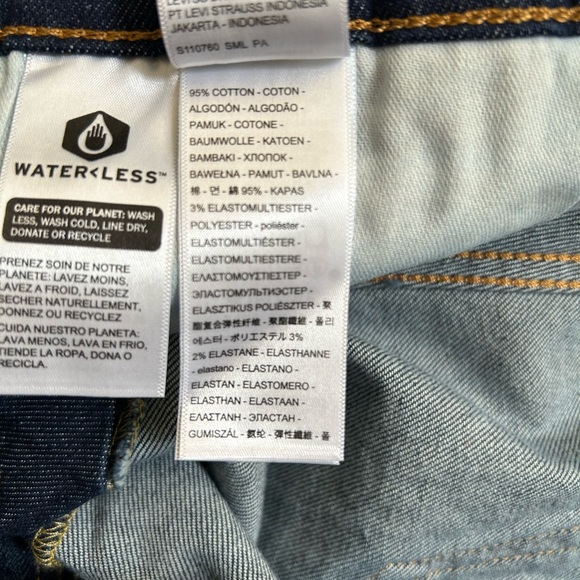 PT LEVI STRAUSS INDONESIA
JAKARTA - INDONESIA
S110760 SML PA
WATER<LESS™
CARE FOR OUR PLANET: WASH
LESS, WASH COLD, LINE DRY,
DONATE OR RECYCLE
PRENEZ SOIN DE NOTRE
PLANETE: LAVEZ MOINS,
LAVEZ A FROID, LAISSEZ
SECHER NATURELLEMENT,
DONNEZ OU RECYCLEZ
CUIDA NUESTRO PLANETA:
LAVA MENOS, LAVA EN FRIO,
TIENDE LA ROPA, DONA O
RECICLA.
95% COTTON - COTON -
ALGODÓN - ALGODÃO -
PAMUK - COTONE -
BAUMWOLLE - KATOEN -
BAMBAKI - ХЛОПОК -
BAWEŁNA - PAMUT - BAVLNA -
棉 - 면 - 綿 95% - KAPAS
3% ELASTOMULTIESTER -
POLYESTER - poliéster -
ELASTOMULTIÉSTER -
ELASTOMULTIESTERE -
ΕΛΑΣΤΟΜΟΥΣΤΙΕΣΤΕΡ -
ЭЛАСТОМУЛЬТИЭСТЕР -
ELASZTIKUS POLIÉSZTER - 聚
酯复合弹性纤维 - 聚酯纖維 - 폴리
에스터 - ポリエステル 3%
2% ELASTANE - ELASTHANNE
- elastano - ELASTANO -
ELASTAN - ELASTOMERO -
ELASTHAN - ELASTAAN -
ΕΛΑΣΤΑΝΗ - ЭЛАСТАН -
GUMISZÁL - 氨纶 - 彈性纖維 - 폴